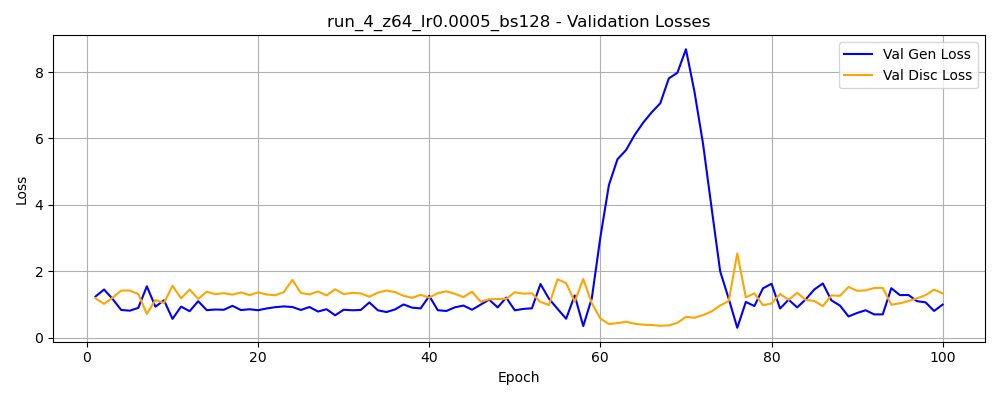 run_4_z64_lr0.0005_bs128 - Validation Losses
Val Gen Loss
Val Disc Loss
Loss
8
6
4
2
0
0 20 40 60 80 100
Epoch